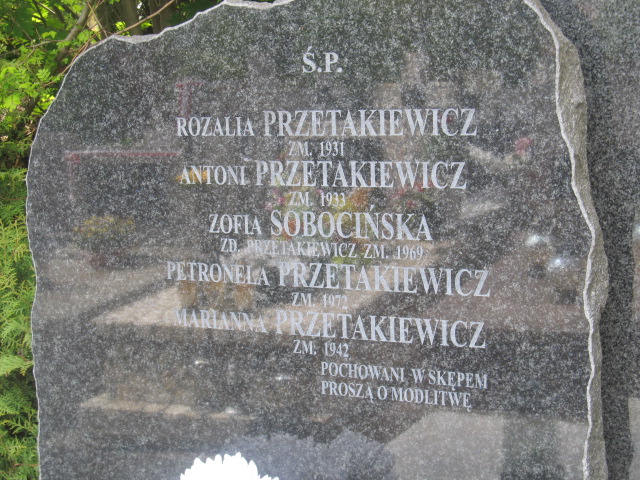 Ś.P.
ROZALIA PRZETAKIEWICZ
ZM. 1931
ANTONI PRZETAKIEWICZ
ZM. 1933
ZOFIA SOBOCIŃSKA
ZD. PRZETAKIEWICZ ZM. 1969
PETRONELA PRZETAKIEWICZ
ZM. 1972
MARIANNA PRZETAKIEWICZ
ZM. 1942
POCHOWANI W SKĘPEM
PROSZĄ O MODLITWĘ